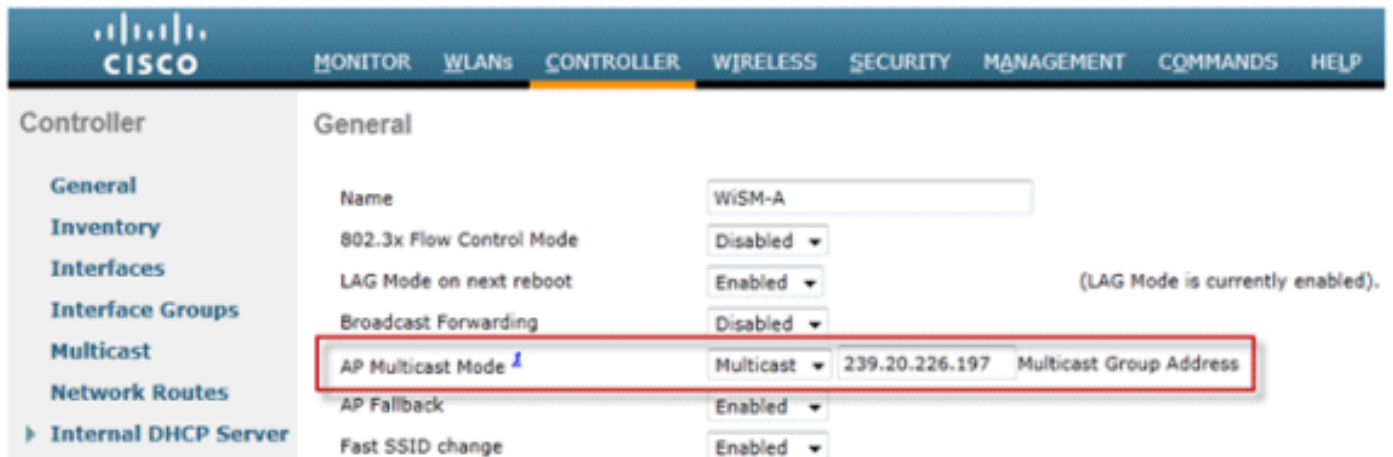 CISCO
MONITOR WLANs CONTROLLER WIRELESS SECURITY MANAGEMENT COMMANDS HELP
Controller
General
Inventory
Interfaces
Interface Groups
Multicast
Network Routes
Internal DHCP Server
General
Name WiSM-A
802.3x Flow Control Mode Disabled
LAG Mode on next reboot Enabled (LAG Mode is currently enabled).
Broadcast Forwarding Disabled
AP Multicast Mode 1 Multicast 239.20.226.197 Multicast Group Address
AP Fallback Enabled
Fast SSID change Enabled